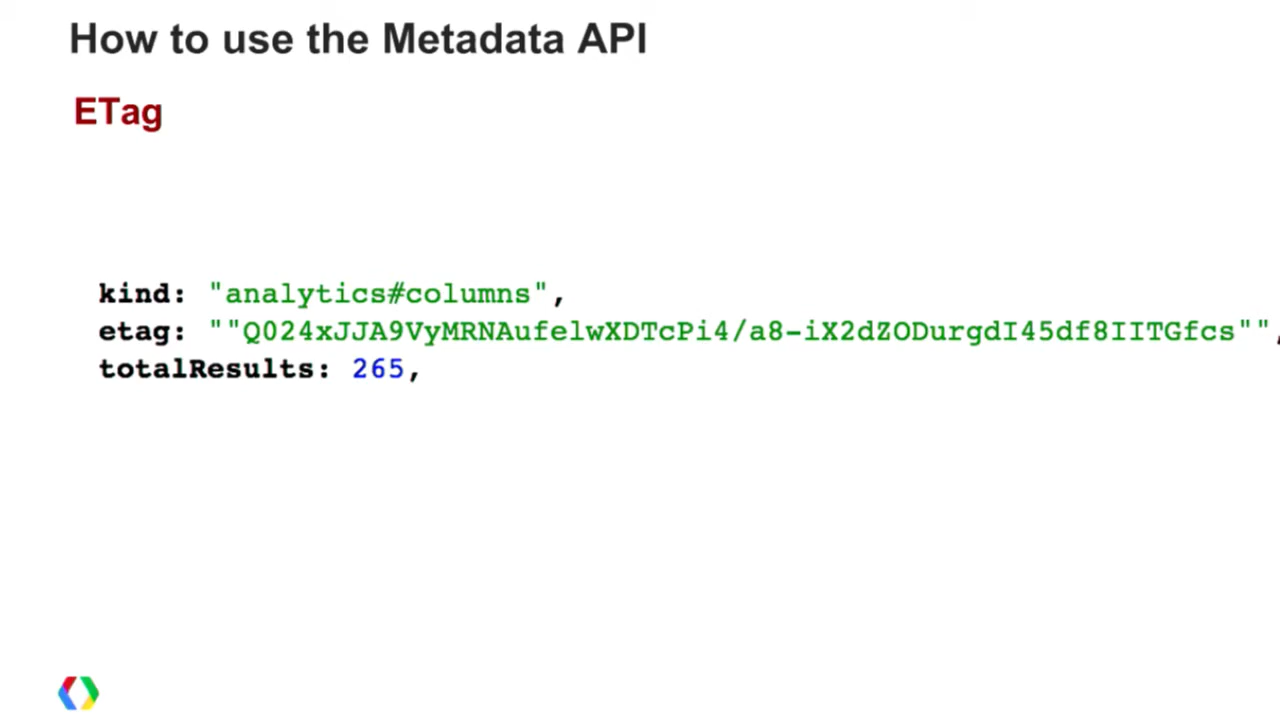 How to use the Metadata API
ETag
kind: "analytics#columns",
etag: ""Q024xJJA9VyMRNAufelwXDTcPi4/a8-iX2dZODurgdI45df8IITGfcs"",
totalResults: 265,